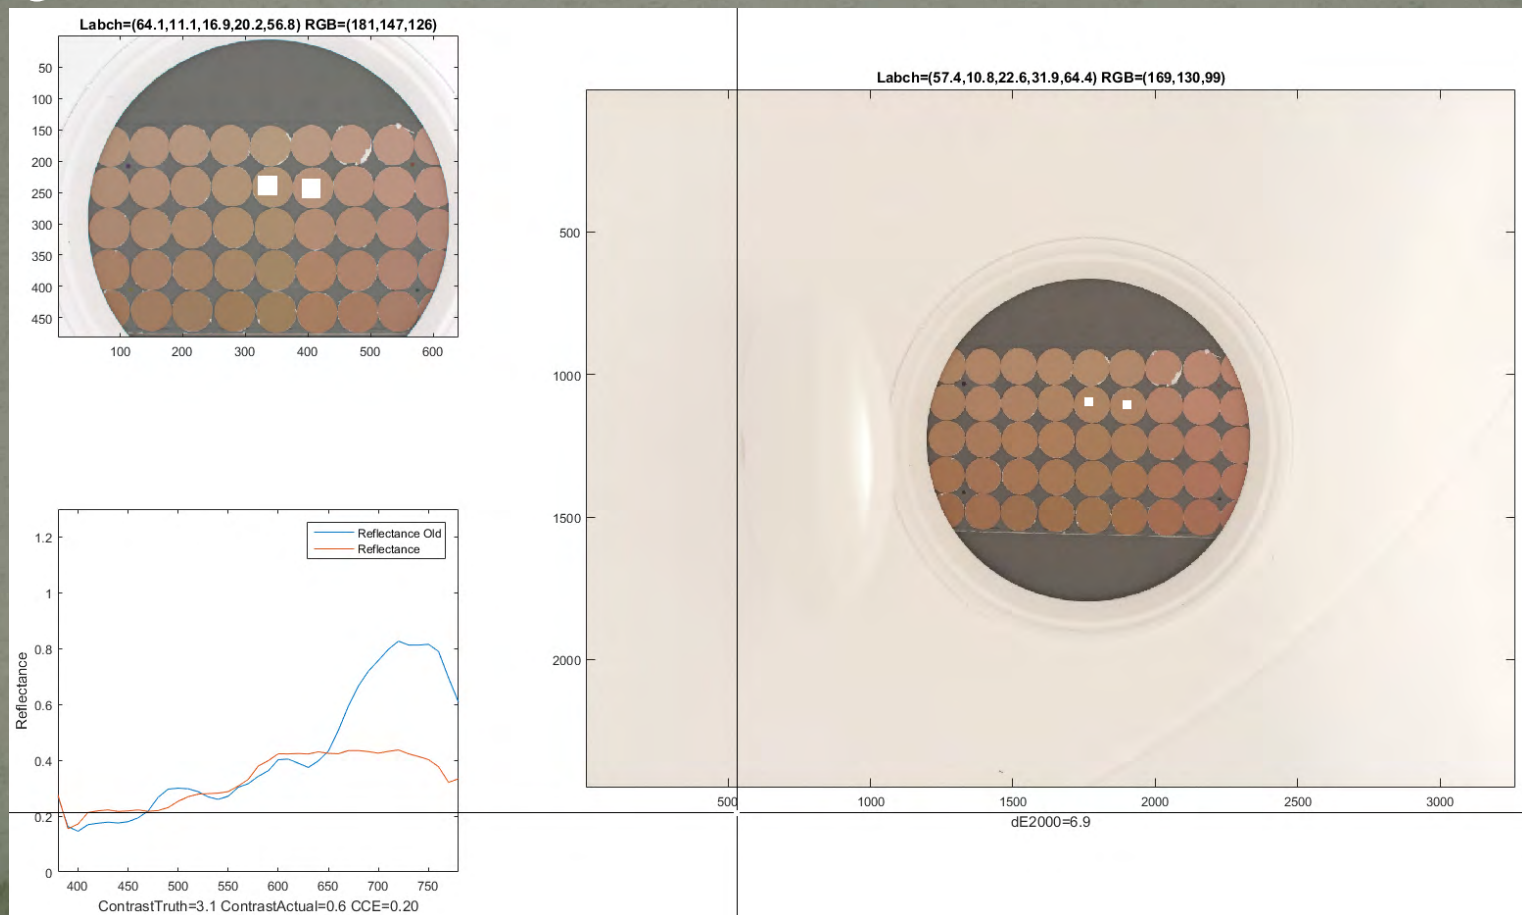 Labch=(64.1,11.1,16.9,20.2,56.8) RGB=(181,147,126)
50
100
150
200
250
300
350
400
450
100 200 300 400 500 600
Labch=(57.4,10.8,22.6,31.9,64.4) RGB=(169,130,99)
500
1000
1500
2000
500 1000 1500 2000 2500 3000
dE2000=6.9
Reflectance Old
Reflectance
Reflectance
1.2
1
0.8
0.6
0.4
0.2
0
400 450 500 550 600 650 700 750
ContrastTruth=3.1 ContrastActual=0.6 CCE=0.20